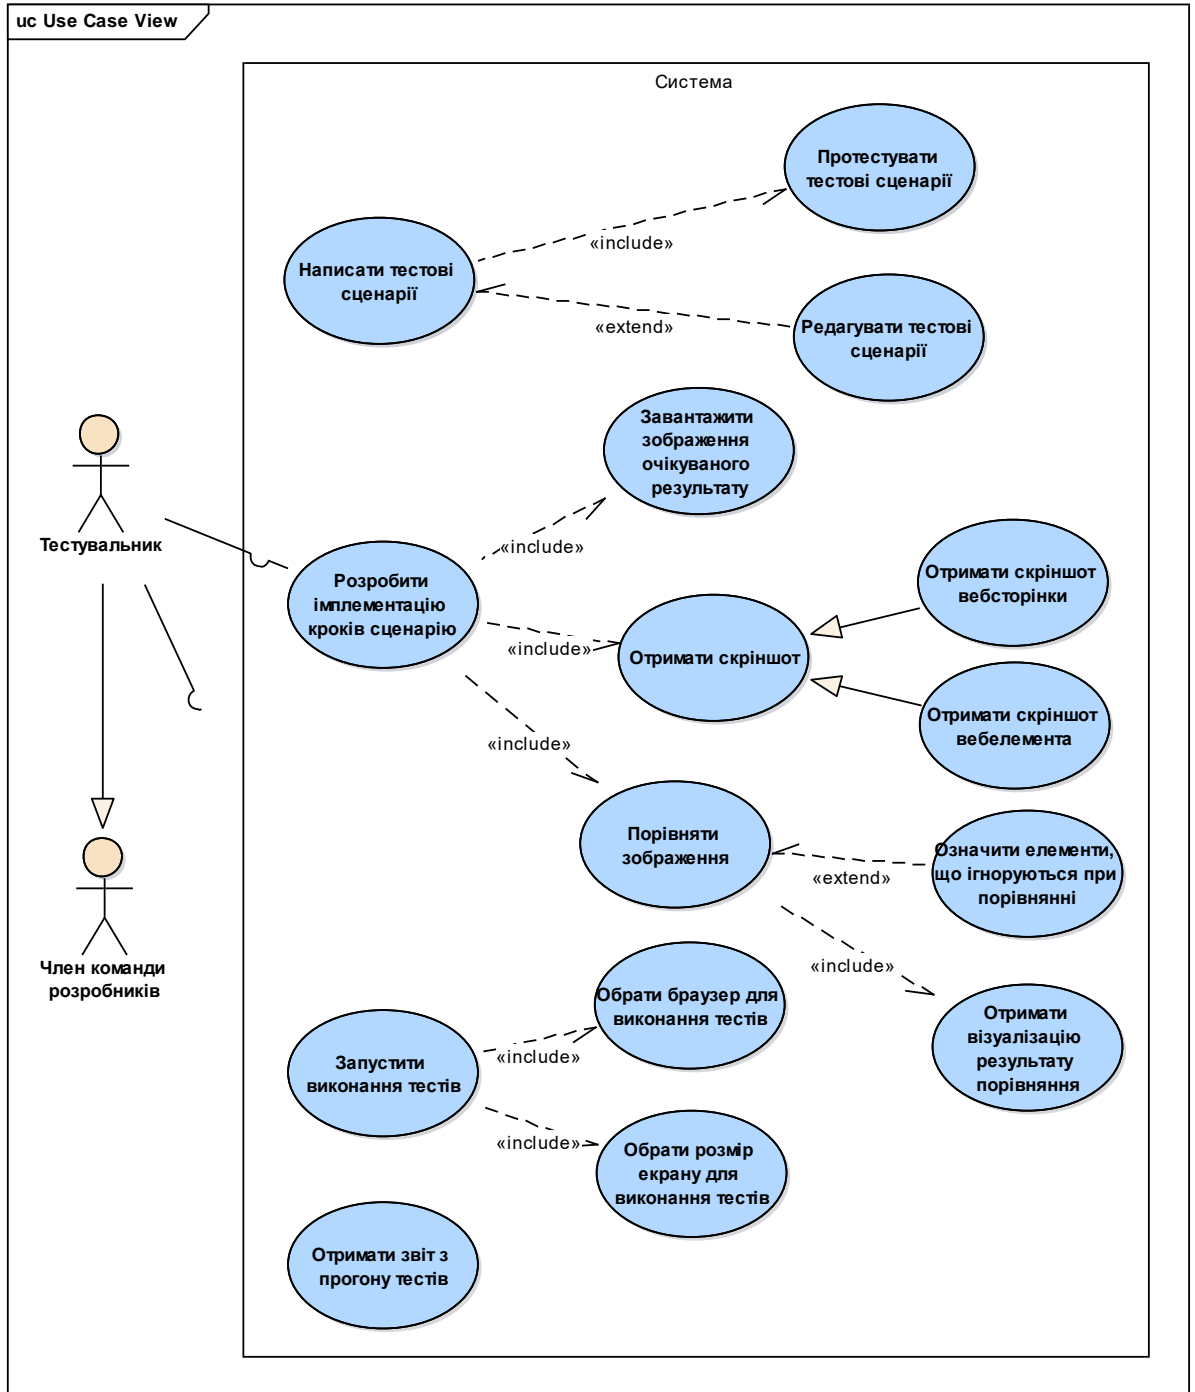 uc Use Case View
Система
Протестувати
тестові сценарії
«include»
Написати тестові
сценарії
«extend»
Редагувати тестові
сценарії
Завантажити
зображення
очікуваного
результату
Тестувальник
«include»
Розробити
імплементацію
кроків сценарію
Отримати скріншот
вебсторінки
«include»
Отримати скріншот
Отримати скріншот
вебелемента
«include»
Порівняти
зображення
Означити елементи,
що ігноруються при
порівнянні
«extend»
Член команди
розробників
«include»
Обрати браузер для
виконання тестів
Отримати
візуалізацію
результату
порівняння
«include»
Запустити
виконання тестів
«include»
Обрати розмір
екрану для
виконання тестів
Отримати звіт з
прогону тестів